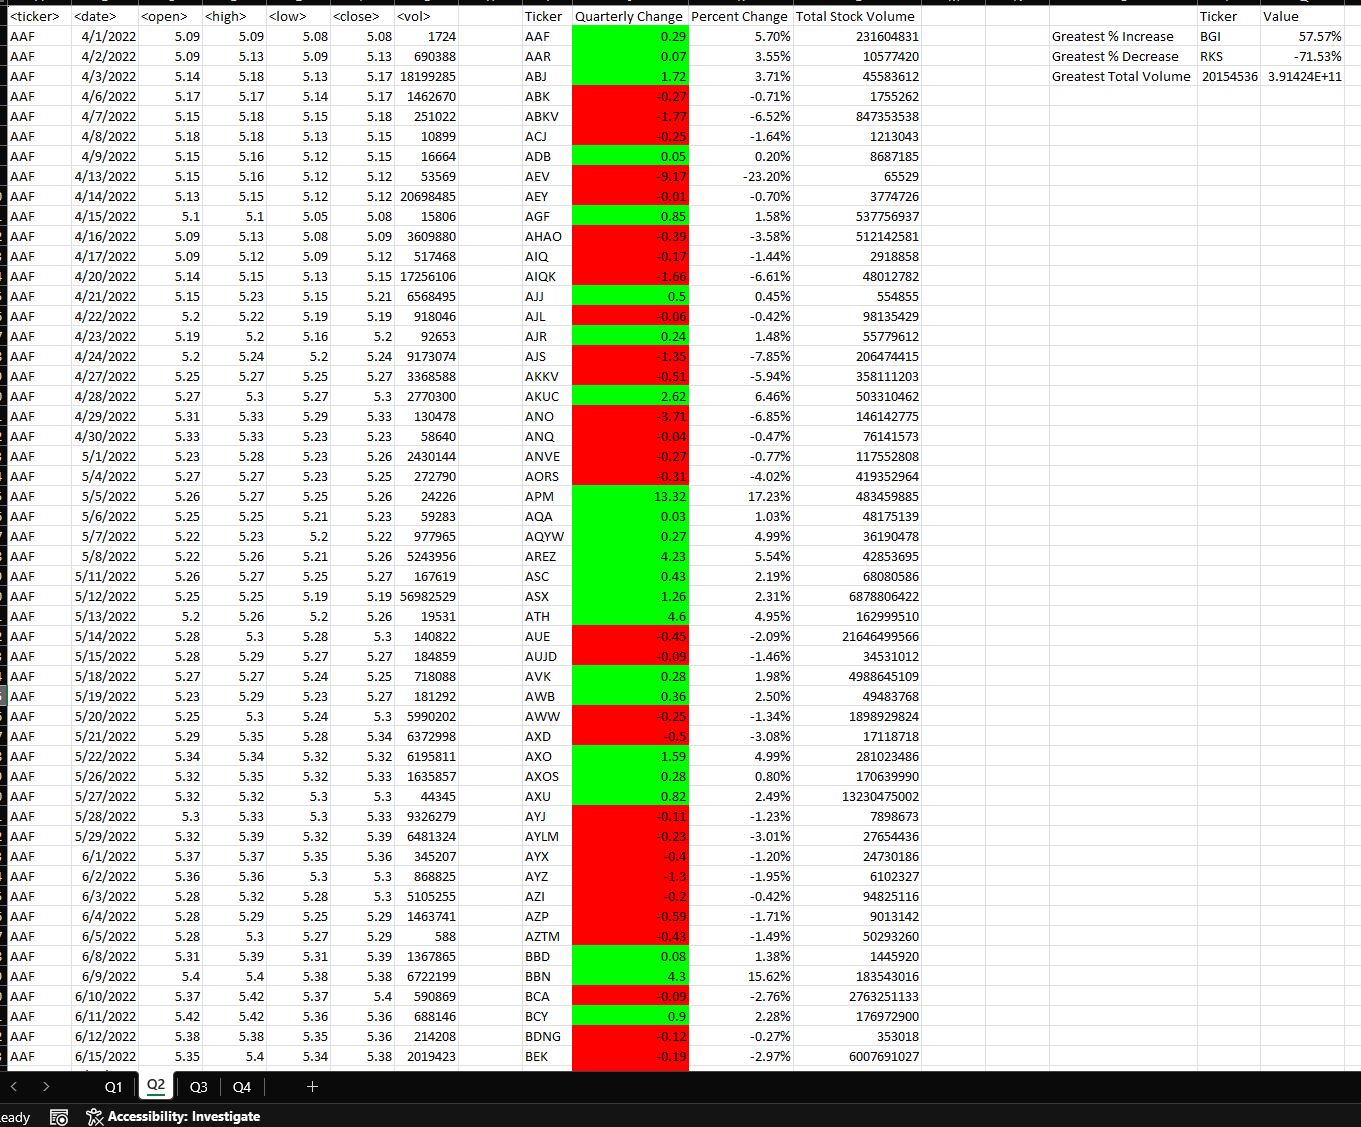 <ticker> <date> <open> <high> <low> <close> <vol> Ticker Quarterly Change Percent Change Total Stock Volume Ticker Value
AAF 4/1/2022 5.09 5.09 5.08 5.08 1724 AAF 0.29 5.70% 231604831 Greatest % Increase BGI 57.57%
AAF 4/2/2022 5.09 5.13 5.09 5.13 690388 AAR 0.07 3.55% 10577420 Greatest % Decrease RKS -71.53%
AAF 4/3/2022 5.14 5.18 5.13 5.17 18199285 ABJ 1.72 3.71% 45583612 Greatest Total Volume 20154536 3.91424E+11
AAF 4/6/2022 5.17 5.17 5.14 5.17 1462670 ABK -0.27 -0.71% 1755262
AAF 4/7/2022 5.15 5.18 5.15 5.18 251022 ABKV -1.77 -6.52% 847353538
AAF 4/8/2022 5.18 5.18 5.13 5.15 10899 ACJ -0.25 -1.64% 1213043
AAF 4/9/2022 5.15 5.16 5.12 5.15 16664 ADB 0.05 0.20% 8687185
AAF 4/13/2022 5.15 5.16 5.12 5.12 53569 AEV -9.17 -23.20% 65529
AAF 4/14/2022 5.13 5.15 5.12 5.12 20698485 AEY -0.01 -0.70% 3774726
AAF 4/15/2022 5.1 5.1 5.05 5.08 15806 AGF 0.85 1.58% 537756937
AAF 4/16/2022 5.09 5.13 5.08 5.09 3609880 AHAO -0.39 -3.58% 512142581
AAF 4/17/2022 5.09 5.12 5.09 5.12 517468 AIQ -0.17 -1.44% 2918858
AAF 4/20/2022 5.14 5.15 5.13 5.15 17256106 AIQK -1.66 -6.61% 48012782
AAF 4/21/2022 5.15 5.23 5.15 5.21 6568495 AJJ 0.5 0.45% 554855
AAF 4/22/2022 5.2 5.22 5.19 5.19 918046 AJL -0.06 -0.42% 98135429
AAF 4/23/2022 5.19 5.2 5.16 5.2 92653 AJR 0.24 1.48% 55779612
AAF 4/24/2022 5.2 5.24 5.2 5.24 9173074 AJS -1.35 -7.85% 206474415
AAF 4/27/2022 5.25 5.27 5.25 5.27 3368588 AKKV -0.51 -5.94% 358111203
AAF 4/28/2022 5.27 5.3 5.27 5.3 2770300 AKUC 2.62 6.46% 503310462
AAF 4/29/2022 5.31 5.33 5.29 5.33 130478 ANO -3.71 -6.85% 146142775
AAF 4/30/2022 5.33 5.33 5.23 5.23 58640 ANQ -0.04 -0.47% 76141573
AAF 5/1/2022 5.23 5.28 5.23 5.26 2430144 ANVE -0.27 -0.77% 117552808
AAF 5/4/2022 5.27 5.27 5.23 5.25 272790 AORS -0.31 -4.02% 419352964
AAF 5/5/2022 5.26 5.27 5.25 5.26 24226 APM 13.32 17.23% 483459885
AAF 5/6/2022 5.25 5.25 5.21 5.23 59283 AQA 0.03 1.03% 48175139
AAF 5/7/2022 5.22 5.23 5.2 5.22 977965 AQYW 0.27 4.99% 36190478
AAF 5/8/2022 5.22 5.26 5.21 5.26 5243956 AREZ 4.23 5.54% 42853695
AAF 5/11/2022 5.26 5.27 5.25 5.27 167619 ASC 0.43 2.19% 68080586
AAF 5/12/2022 5.25 5.25 5.19 5.19 56982529 ASX 1.26 2.31% 6878806422
AAF 5/13/2022 5.2 5.26 5.2 5.26 19531 ATH 4.6 4.95% 162999510
AAF 5/14/2022 5.28 5.3 5.28 5.3 140822 AUE -0.45 -2.09% 21646499566
AAF 5/15/2022 5.28 5.29 5.27 5.27 184859 AUJD -0.09 -1.46% 34531012
AAF 5/18/2022 5.27 5.27 5.24 5.25 718088 AVK 0.28 1.98% 4988645109
AAF 5/19/2022 5.23 5.29 5.23 5.27 181292 AWB 0.36 2.50% 49483768
AAF 5/20/2022 5.25 5.3 5.24 5.3 5990202 AWW -0.25 -1.34% 1898929824
AAF 5/21/2022 5.29 5.35 5.28 5.34 6372998 AXD -0.5 -3.08% 17118718
AAF 5/22/2022 5.34 5.34 5.32 5.32 6195811 AXO 1.59 4.99% 281023486
AAF 5/26/2022 5.32 5.35 5.32 5.33 1635857 AXOS 0.28 0.80% 170639990
AAF 5/27/2022 5.32 5.32 5.3 5.3 44345 AXU 0.82 2.49% 13230475002
AAF 5/28/2022 5.3 5.33 5.3 5.33 9326279 AYJ -0.11 -1.23% 7898673
AAF 5/29/2022 5.32 5.39 5.32 5.39 6481324 AYLM -0.23 -3.01% 27654436
AAF 6/1/2022 5.37 5.37 5.35 5.36 345207 AYX -0.4 -1.20% 24730186
AAF 6/2/2022 5.36 5.36 5.3 5.3 868825 AYZ -1.3 -1.95% 6102327
AAF 6/3/2022 5.28 5.32 5.28 5.3 5105255 AZI -0.2 -0.42% 94825116
AAF 6/4/2022 5.28 5.29 5.25 5.29 1463741 AZP -0.59 -1.71% 9013142
AAF 6/5/2022 5.28 5.3 5.27 5.29 588 AZTM -0.43 -1.49% 50293260
AAF 6/8/2022 5.31 5.39 5.31 5.39 1367865 BBD 0.08 1.38% 1445920
AAF 6/9/2022 5.4 5.4 5.38 5.38 6722199 BBN 4.3 15.62% 183543016
AAF 6/10/2022 5.37 5.42 5.37 5.4 590869 BCA -0.09 -2.76% 2763251133
AAF 6/11/2022 5.42 5.42 5.36 5.36 688146 BCY 0.9 2.28% 176972900
AAF 6/12/2022 5.38 5.38 5.35 5.36 214208 BDNG -0.12 -0.27% 353018
AAF 6/15/2022 5.35 5.4 5.34 5.38 2019423 BEK -0.19 -2.97% 6007691027
Q1 Q2 Q3 Q4 +
eady Accessibility: Investigate